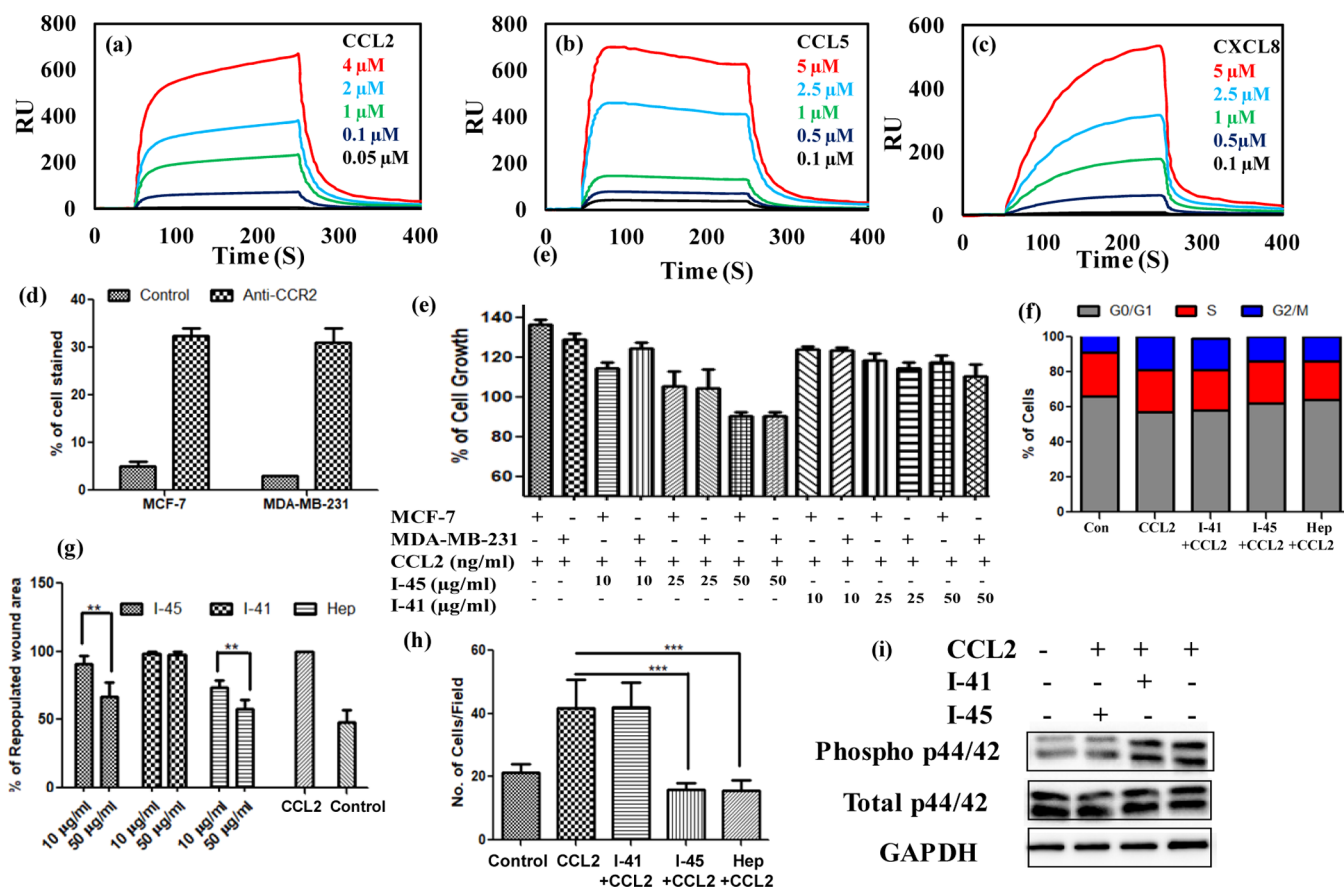 (a)
CCL2
4 µM
2 µM
1 µM
0.1 µM
0.05 µM
RU
800
600
400
200
0
0 100 200 300 400
Time (S)
(b)
CCL5
5 µM
2.5 µM
1 µM
0.5 µM
0.1 µM
RU
800
600
400
200
0
0 100 200 300 400
Time (S)
(c)
CXCL8
5 µM
2.5 µM
1 µM
0.5µM
0.1 µM
RU
600
400
200
0
0 100 200 300 400
Time (S)
(e)
(d)
Control Anti-CCR2
% of cell stained
40
30
20
10
0
MCF-7 MDA-MB-231
(e)
% of Cell Growth
140
120
100
80
60
MCF-7 + - + - + - + - + - + - + -
MDA-MB-231 - + - + - + - + - + - + - +
CCL2 (ng/ml) + + + + + + + + + + + + + +
I-45 (µg/ml) - - 10 10 25 25 50 50 - - - - - -
I-41 (µg/ml) - - - - - - - - 10 10 25 25 50 50
(f)
G0/G1 S G2/M
% of Cells
100
80
60
40
20
0
Con CCL2 I-41 I-45 Hep
+CCL2 +CCL2 +CCL2
(g)
% of Repopulated wound area
150
100
50
0
I-45 I-41 Hep
** **
10 µg/ml 50 µg/ml 10 µg/ml 50 µg/ml 10 µg/ml 50 µg/ml CCL2 Control
(h)
No. of Cells/Field
60
40
20
0
***
***
Control CCL2 I-41 I-45 Hep
+CCL2 +CCL2 +CCL2
(i)
CCL2 - + + +
I-41 - - + -
I-45 - + - -
Phospho p44/42
Total p44/42
GAPDH